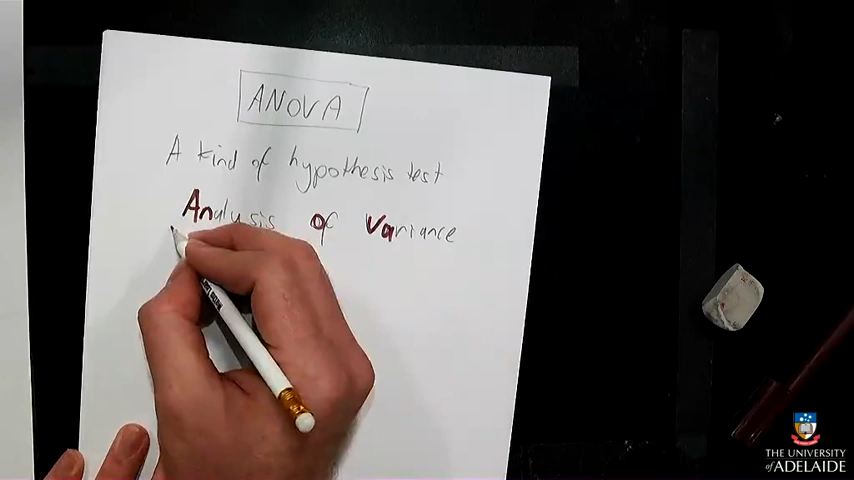 ANOVA
A kind of hypothesis test
Analysis of Variance
THE UNIVERSITY
of ADELAIDE